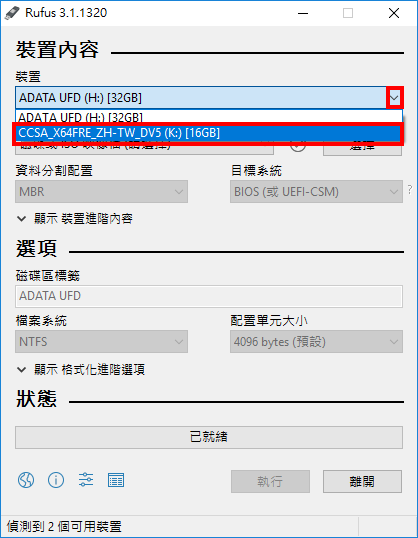 Rufus 3.1.1320
裝置內容
裝置
ADATA UFD (H:) [32GB]
ADATA UFD (H:) [32GB]
CCSA_X64FRE_ZH-TW_DV5 (K:) [16GB]
選擇
資料分割配置
目標系統
MBR
BIOS (或 UEFI-CSM)
?
顯示 裝置進階內容
選項
磁碟區標籤
ADATA UFD
檔案系統
配置單元大小
NTFS
4096 bytes (預設)
顯示 格式化進階選項
狀態
已就緒
執行
離開
偵測到 2 個可用裝置